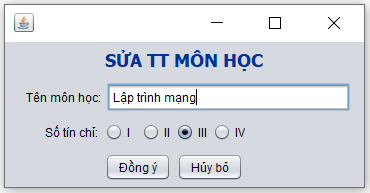 SỬA TT MÔN HỌC
Tên môn học: Lập trình mạng
Số tín chỉ: I II III IV
Đồng ý Hủy bỏ